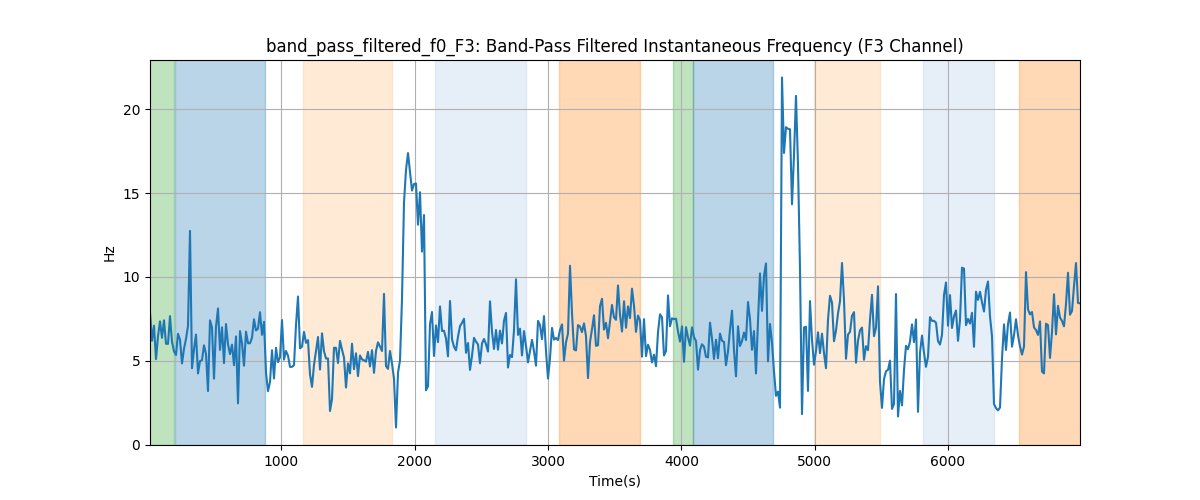 band_pass_filtered_f0_F3: Band-Pass Filtered Instantaneous Frequency (F3 Channel)
20
15
10
5
0
Hz
1000 2000 3000 4000 5000 6000
Time(s)